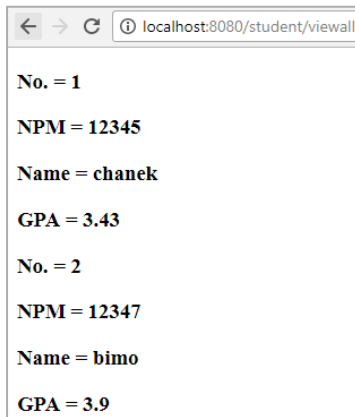 localhost:8080/student/viewall
No. = 1
NPM = 12345
Name = chanek
GPA = 3.43
No. = 2
NPM = 12347
Name = bimo
GPA = 3.9